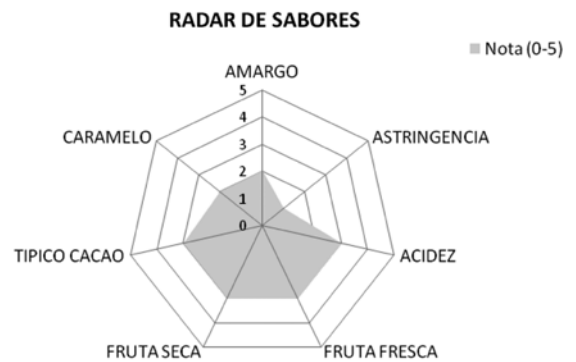 RADAR DE SABORES
Nota (0-5)
AMARGO
5
4
3
2
1
0
CARAMELO
ASTRINGENCIA
TIPICO CACAO
ACIDEZ
FRUTA SECA
FRUTA FRESCA